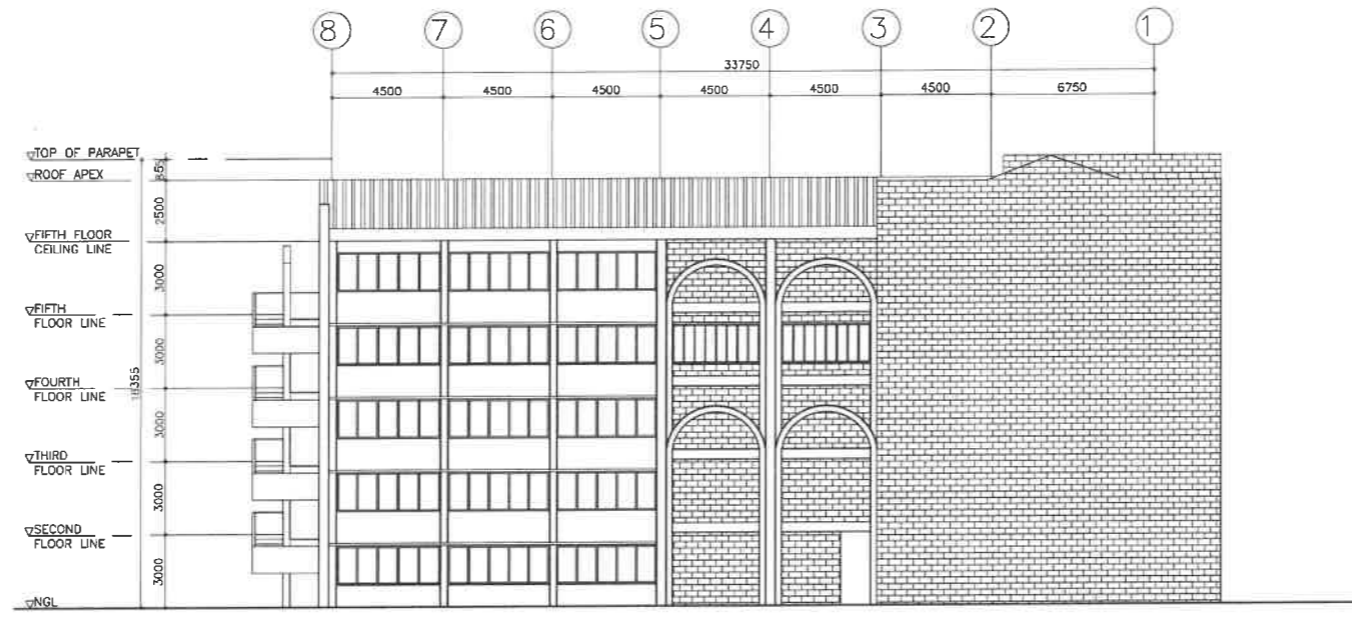 8 7 6 5 4 3 2 1
33750
4500 4500 4500 4500 4500 4500 6750
TOP OF PARAPET
855
ROOF APEX
2500
FIFTH FLOOR
CEILING LINE
3000
FIFTH
FLOOR LINE
3000
18355
FOURTH
FLOOR LINE
3000
THIRD
FLOOR LINE
3000
SECOND
FLOOR LINE
3000
NGL